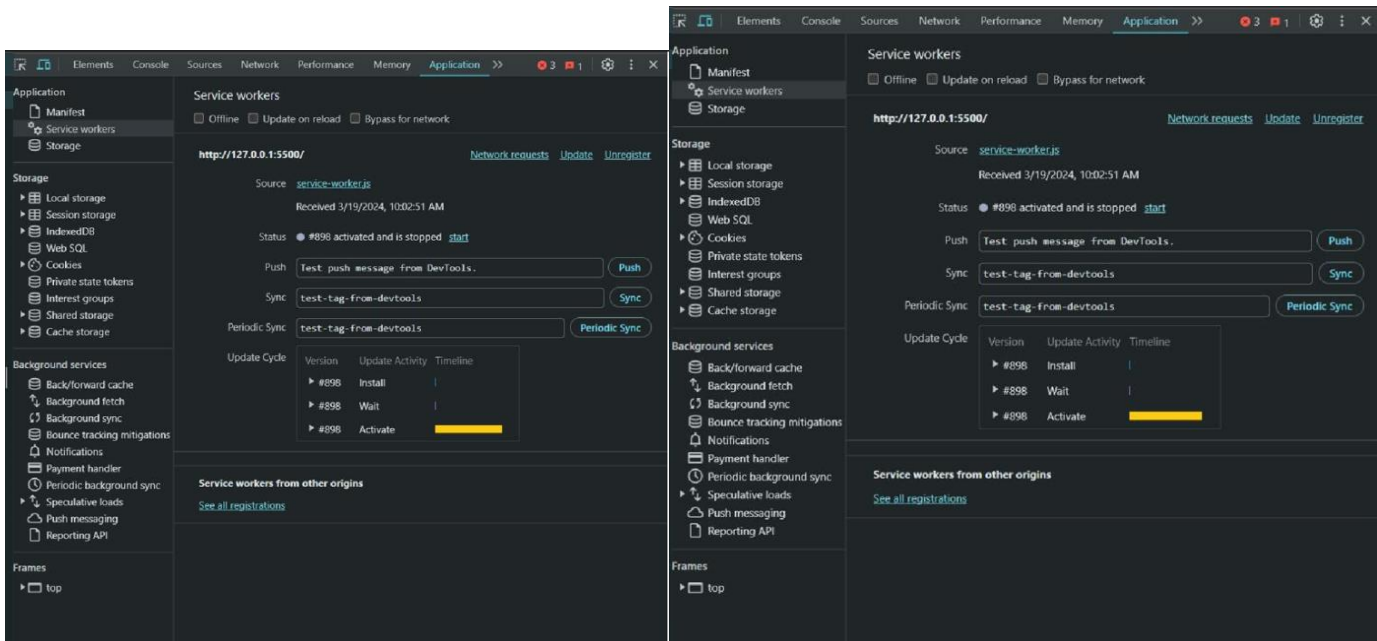 Elements Console Sources Network Performance Memory Application 3 1
Application
Manifest
Service workers
Storage
Storage
Local storage
Session storage
IndexedDB
Web SQL
Cookies
Private state tokens
Interest groups
Shared storage
Cache storage
Background services
Back/forward cache
Background fetch
Background sync
Bounce tracking mitigations
Notifications
Payment handler
Periodic background sync
Speculative loads
Push messaging
Reporting API
Frames
top
Service workers
Offline Update on reload Bypass for network
http://127.0.0.1:5500/ Network requests Update Unregister
Source service-worker.js
Received 3/19/2024, 10:02:51 AM
Status #898 activated and is stopped start
Push Test push message from DevTools. Push
Sync test-tag-from-devtools Sync
Periodic Sync test-tag-from-devtools Periodic Sync
Update Cycle Version Update Activity Timeline
#898 Install
#898 Wait
#898 Activate
Service workers from other origins
See all registrations
Elements Console Sources Network Performance Memory Application 3 1
Application
Manifest
Service workers
Storage
Storage
Local storage
Session storage
IndexedDB
Web SQL
Cookies
Private state tokens
Interest groups
Shared storage
Cache storage
Background services
Back/forward cache
Background fetch
Background sync
Bounce tracking mitigations
Notifications
Payment handler
Periodic background sync
Speculative loads
Push messaging
Reporting API
Frames
top
Service workers
Offline Update on reload Bypass for network
http://127.0.0.1:5500/ Network requests Update Unregister
Source service-worker.js
Received 3/19/2024, 10:02:51 AM
Status #898 activated and is stopped start
Push Test push message from DevTools. Push
Sync test-tag-from-devtools Sync
Periodic Sync test-tag-from-devtools Periodic Sync
Update Cycle Version Update Activity Timeline
#898 Install
#898 Wait
#898 Activate
Service workers from other origins
See all registrations